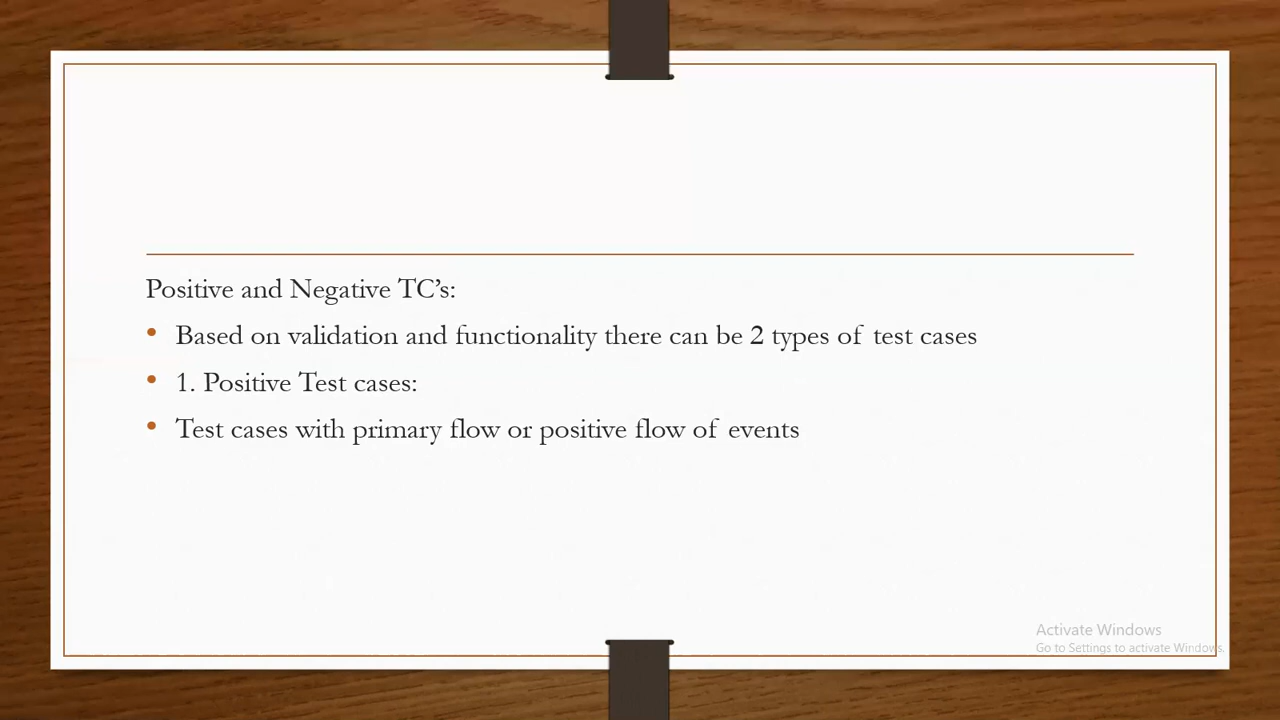 Positive and Negative TC’s:
• Based on validation and functionality there can be 2 types of test cases
• 1. Positive Test cases:
• Test cases with primary flow or positive flow of events
Activate Windows
Go to Settings to activate Windows.